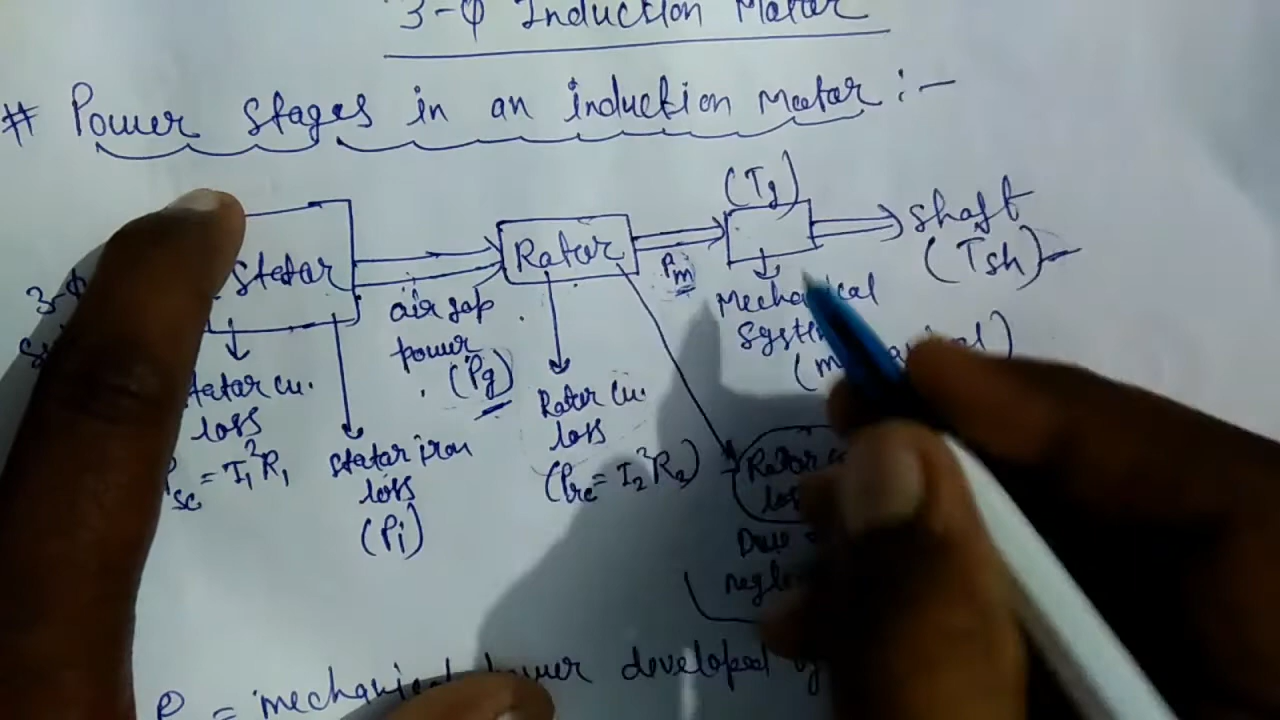 3-φ Induction Motor
# Power stages in an induction Motor :-
(Tg)
shaft
(Tsh)
3-φ
Stator
Rotor
Pm
air gap
power
(Pg)
Mechanical
system
stator cu.
loss
Psc = I₁²R₁
stator iron
loss
(Pi)
Rotor Cu.
loss
(Prc = I₂²R₂)
Rotor
loss
Due
= mechanical power developed